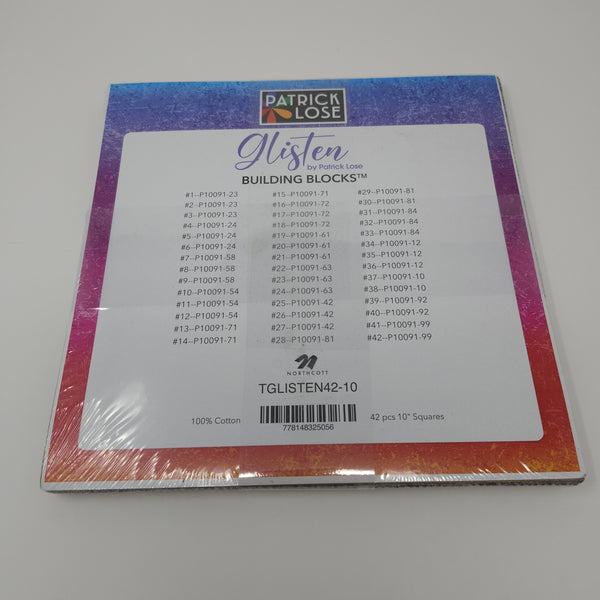 PATRICK
LOSE
Glisten
by Patrick Lose
BUILDING BLOCKS™
#1--P10091-23
#2--P10091-23
#3--P10091-23
#4--P10091-24
#5--P10091-24
#6--P10091-24
#7--P10091-58
#8--P10091-58
#9--P10091-58
#10--P10091-54
#11--P10091-54
#12--P10091-54
#13--P10091-71
#14--P10091-71
#15--P10091-71
#16--P10091-72
#17--P10091-72
#18--P10091-72
#19--P10091-61
#20--P10091-61
#21--P10091-61
#22--P10091-63
#23--P10091-63
#24--P10091-63
#25--P10091-42
#26--P10091-42
#27--P10091-42
#28--P10091-81
#29--P10091-81
#30--P10091-81
#31--P10091-84
#32--P10091-84
#33--P10091-84
#34--P10091-12
#35--P10091-12
#36--P10091-12
#37--P10091-10
#38--P10091-10
#39--P10091-92
#40--P10091-92
#41--P10091-99
#42--P10091-99
NORTHCOTT
TGLISTEN42-10
100% Cotton
778148325056
42 pcs 10" Squares